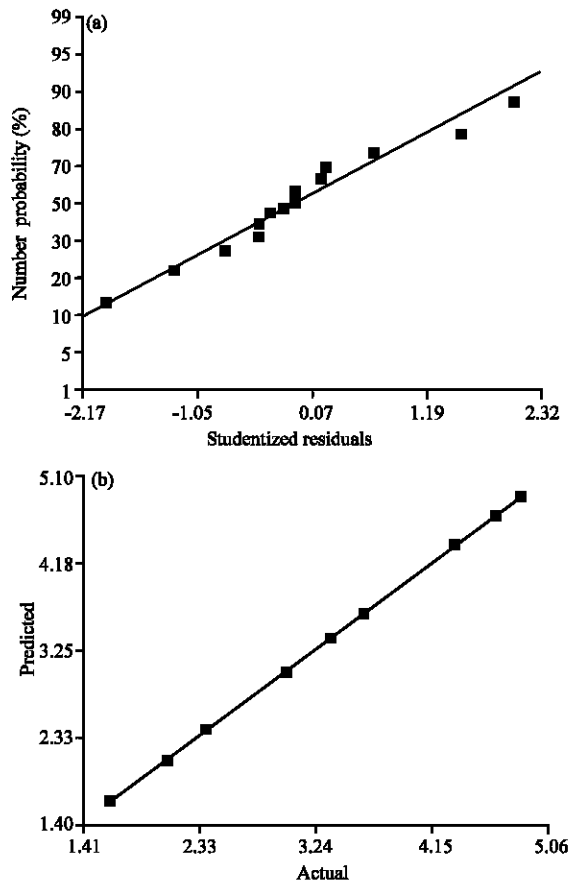 (a)
Number probability (%)
99
95
90
80
70
50
30
20
10
5
1
-2.17 -1.05 0.07 1.19 2.32
Studentized residuals
(b)
Predicted
5.10
4.18
3.25
2.33
1.40
1.41 2.33 3.24 4.15 5.06
Actual